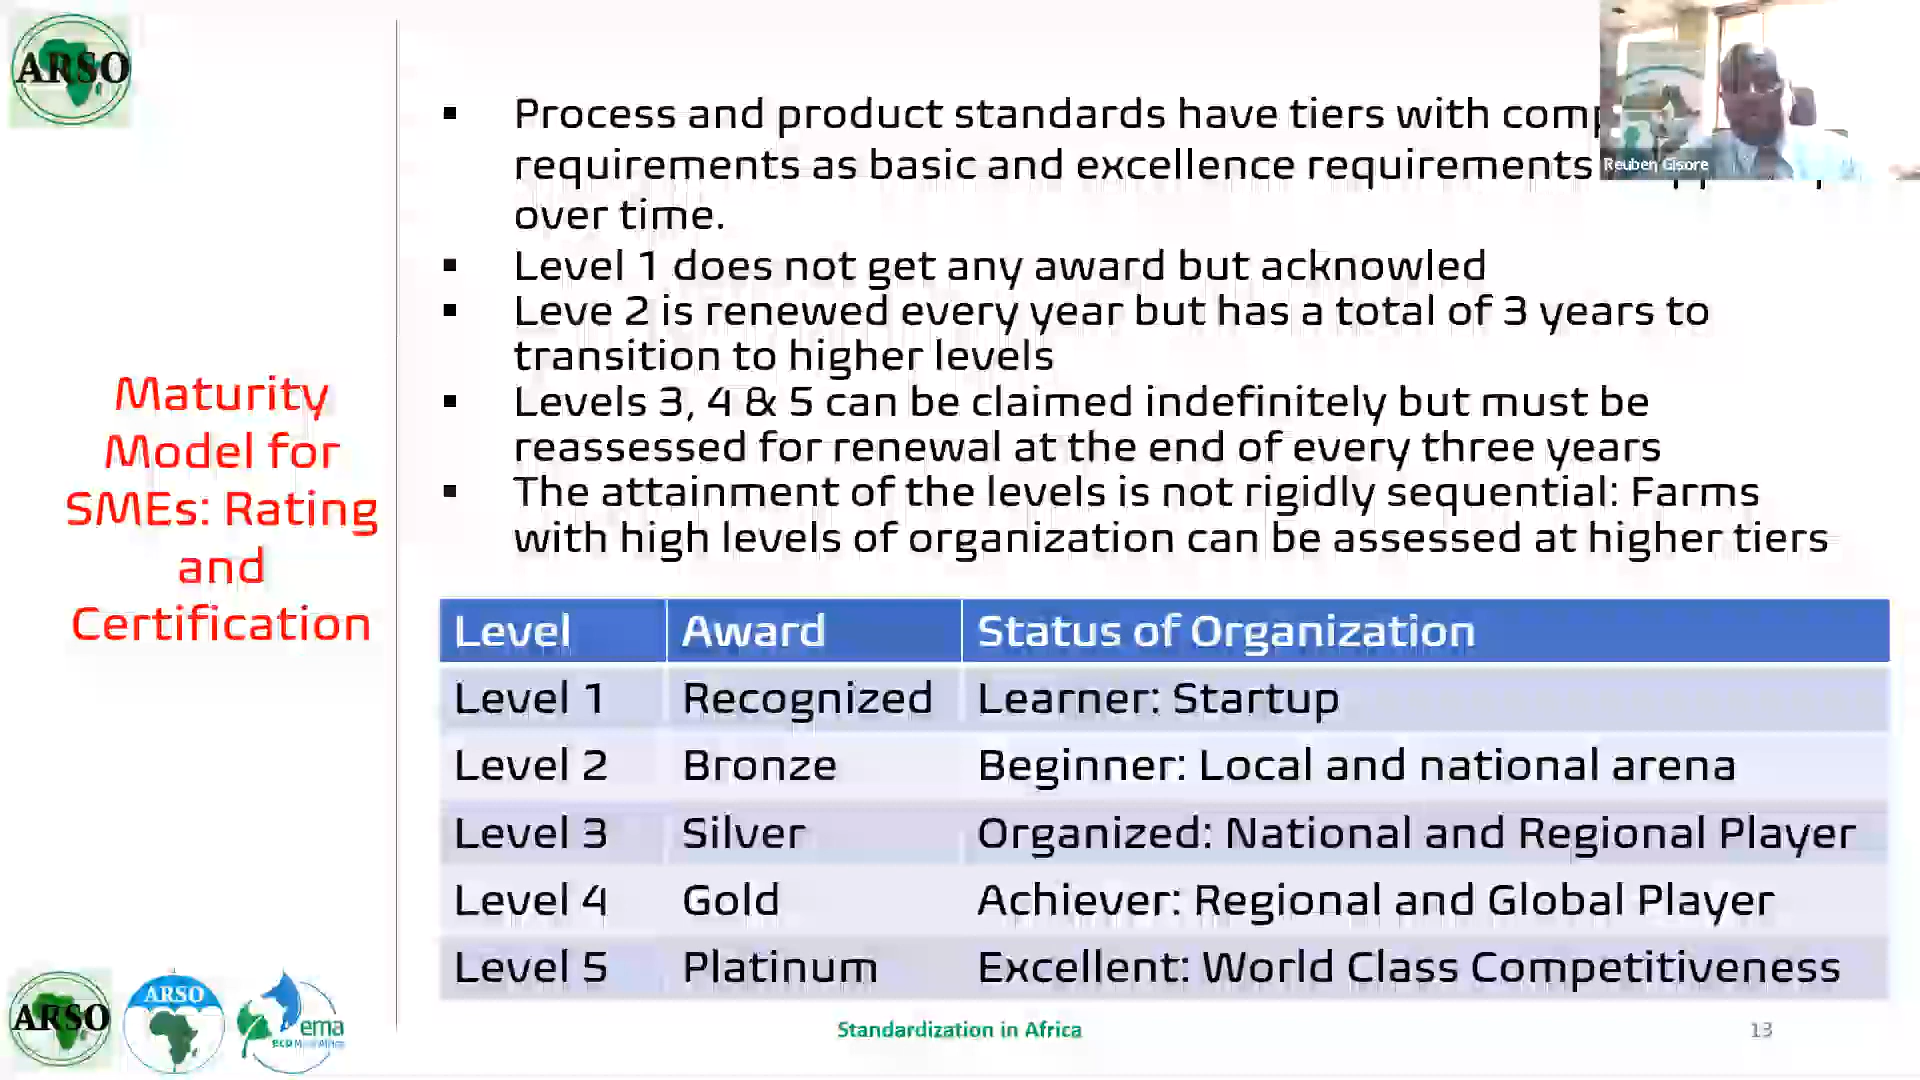 ARSO
Process and product standards have tiers with comp
Reuben Gisore
requirements as basic and excellence requirements
over time.
Level 1 does not get any award but acknowled
Leve 2 is renewed every year but has a total of 3 years to
transition to higher levels
Levels 3, 4 & 5 can be claimed indefinitely but must be
reassessed for renewal at the end of every three years
The attainment of the levels is not rigidly sequential: Farms
with high levels of organization can be assessed at higher tiers
Maturity
Model for
SMEs: Rating
and
Certification
Level Award Status of Organization
Level 1 Recognized Learner: Startup
Level 2 Bronze Beginner: Local and national arena
Level 3 Silver Organized: National and Regional Player
Level 4 Gold Achiever: Regional and Global Player
Level 5 Platinum Excellent: World Class Competitiveness
ARSO
ARSO
ema
Standardization in Africa
13